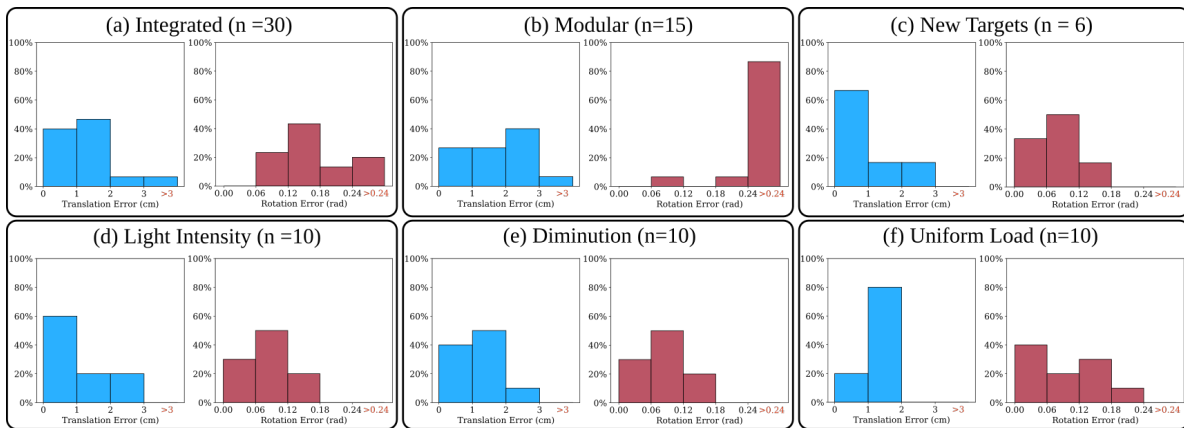 (a) Integrated (n =30)
100%
80%
60%
40%
20%
0%
0 1 2 3 >3
Translation Error (cm)
100%
80%
60%
40%
20%
0%
0.00 0.06 0.12 0.18 0.24 >0.24
Rotation Error (rad)
(b) Modular (n=15)
100%
80%
60%
40%
20%
0%
0 1 2 3 >3
Translation Error (cm)
100%
80%
60%
40%
20%
0%
0.00 0.06 0.12 0.18 0.24 >0.24
Rotation Error (rad)
(c) New Targets (n = 6)
100%
80%
60%
40%
20%
0%
0 1 2 3 >3
Translation Error (cm)
100%
80%
60%
40%
20%
0%
0.00 0.06 0.12 0.18 0.24 >0.24
Rotation Error (rad)
(d) Light Intensity (n =10)
100%
80%
60%
40%
20%
0%
0 1 2 3 >3
Translation Error (cm)
100%
80%
60%
40%
20%
0%
0.00 0.06 0.12 0.18 0.24 >0.24
Rotation Error (rad)
(e) Diminution (n=10)
100%
80%
60%
40%
20%
0%
0 1 2 3 >3
Translation Error (cm)
100%
80%
60%
40%
20%
0%
0.00 0.06 0.12 0.18 0.24 >0.24
Rotation Error (rad)
(f) Uniform Load (n=10)
100%
80%
60%
40%
20%
0%
0 1 2 3 >3
Translation Error (cm)
100%
80%
60%
40%
20%
0%
0.00 0.06 0.12 0.18 0.24 >0.24
Rotation Error (rad)